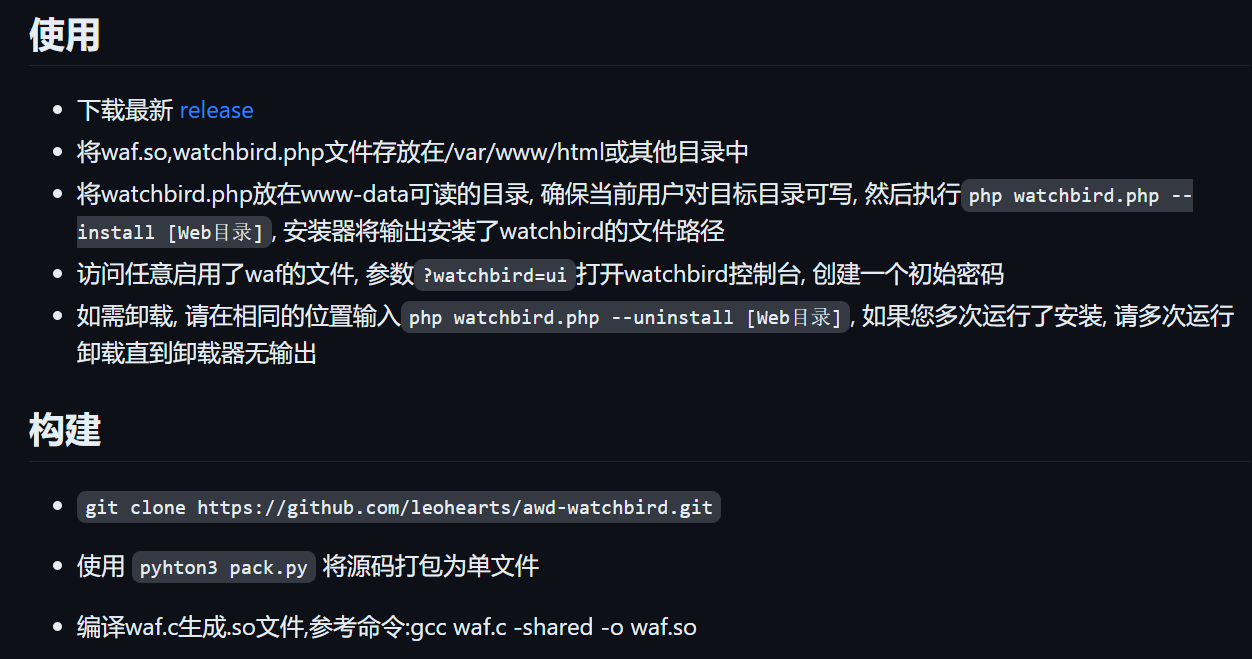 使用
下载最新 release
将waf.so,watchbird.php文件存放在/var/www/html或其他目录中
将watchbird.php放在www-data可读的目录, 确保当前用户对目标目录可写, 然后执行 php watchbird.php --
install [Web目录] , 安装器将输出安装了watchbird的文件路径
访问任意启用了waf的文件, 参数 ?watchbird=ui 打开watchbird控制台, 创建一个初始密码
如需卸载, 请在相同的位置输入 php watchbird.php --uninstall [Web目录] , 如果您多次运行了安装, 请多次运行
卸载直到卸载器无输出
构建
git clone https://github.com/leohearts/awd-watchbird.git
使用 pyhton3 pack.py 将源码打包为单文件
编译waf.c生成.so文件,参考命令:gcc waf.c -shared -o waf.so